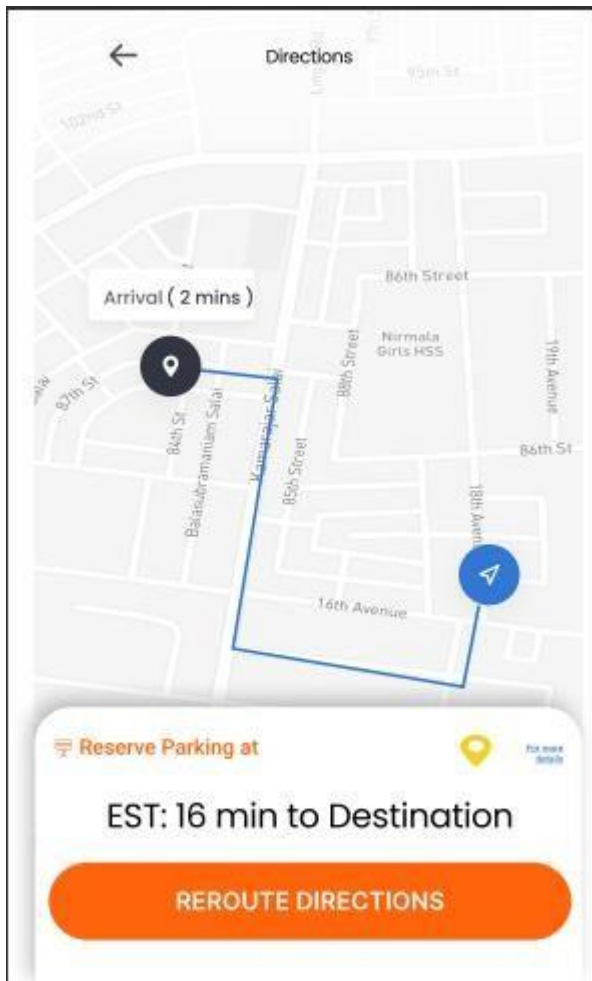 Directions
95th St
102nd St
86th Street
Arrival ( 2 mins )
Nirmala
Girls HSS
88th Street
19th Avenue
87th St
84th St
Balasubramaniam Salai
Kamarajar Salai
85th Street
86th St
18th Avenue
16th Avenue
Reserve Parking at
For more
details
EST: 16 min to Destination
REROUTE DIRECTIONS